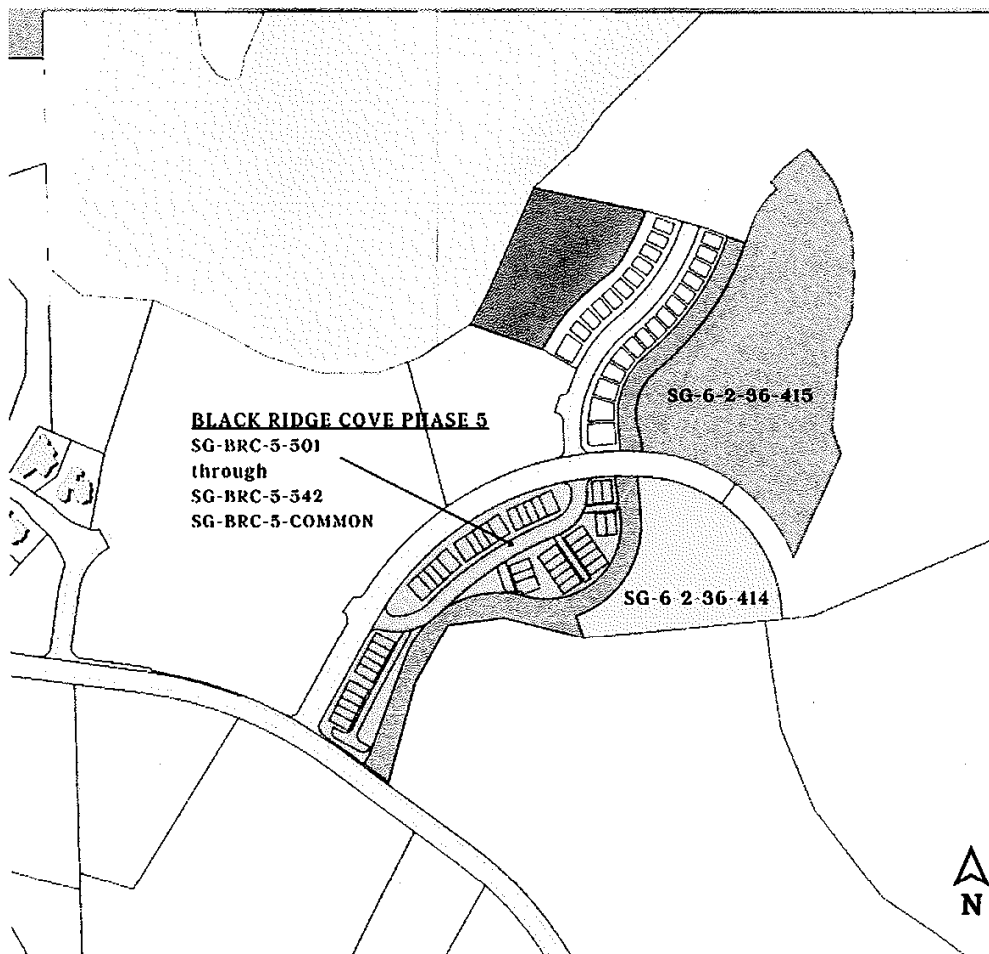 SG-6-2-36-415
BLACK RIDGE COVE PHASE 5
SG-BRC-5-501
through
SG-BRC-5-542
SG-BRC-5-COMMON
SG-6 2-36-414
N